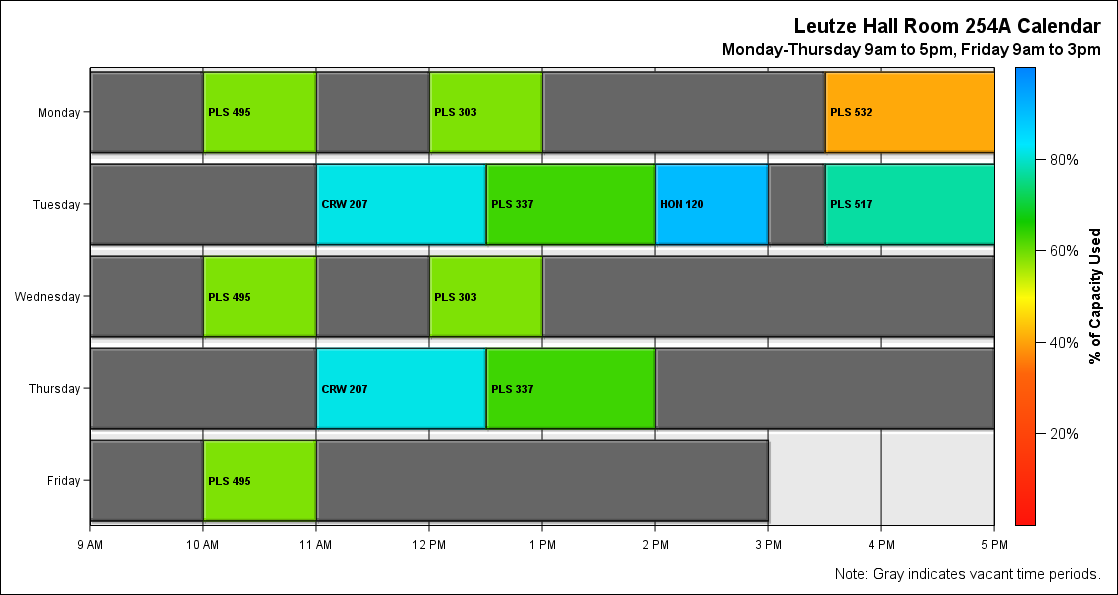 Leutze Hall Room 254A Calendar
Monday-Thursday 9am to 5pm, Friday 9am to 3pm
Monday
PLS 495
PLS 303
PLS 532
Tuesday
CRW 207
PLS 337
HON 120
PLS 517
Wednesday
PLS 495
PLS 303
Thursday
CRW 207
PLS 337
Friday
PLS 495
9 AM
10 AM
11 AM
12 PM
1 PM
2 PM
3 PM
4 PM
5 PM
80%
60%
40%
20%
% of Capacity Used
Note: Gray indicates vacant time periods.